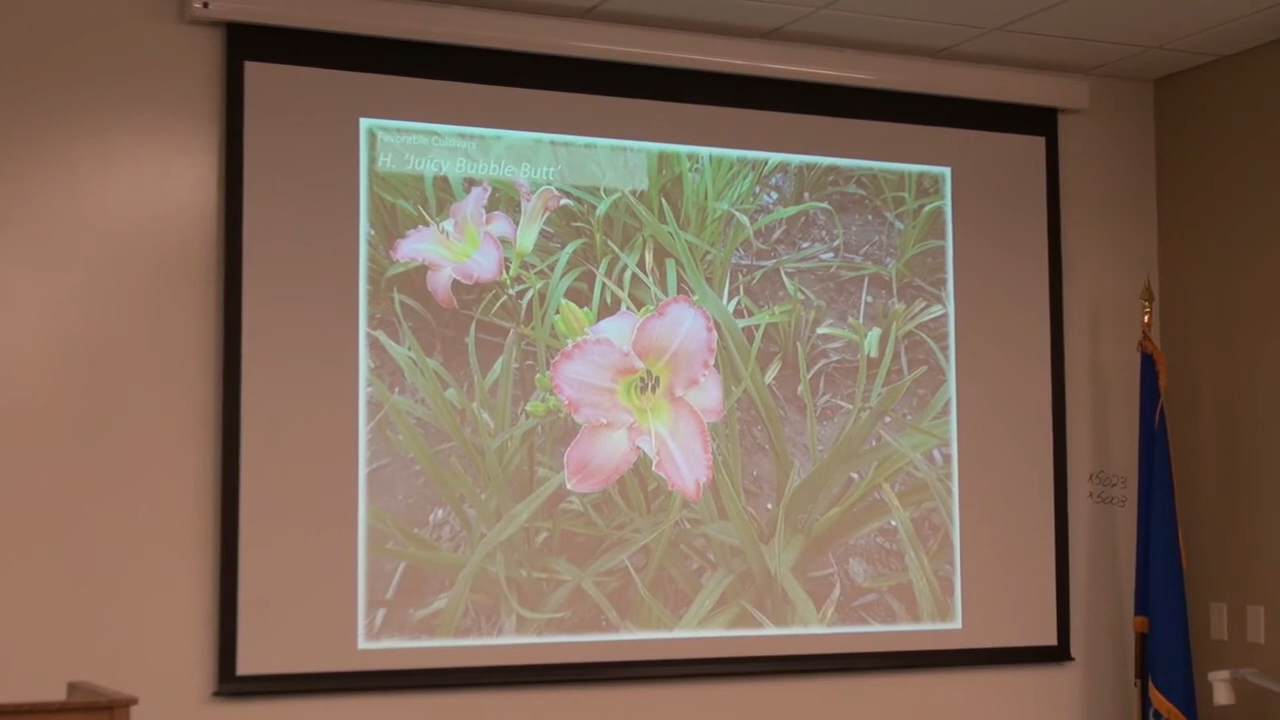 Favorable Cultivars
H. ‘Juicy Bubble Butt’
x5023
x5003